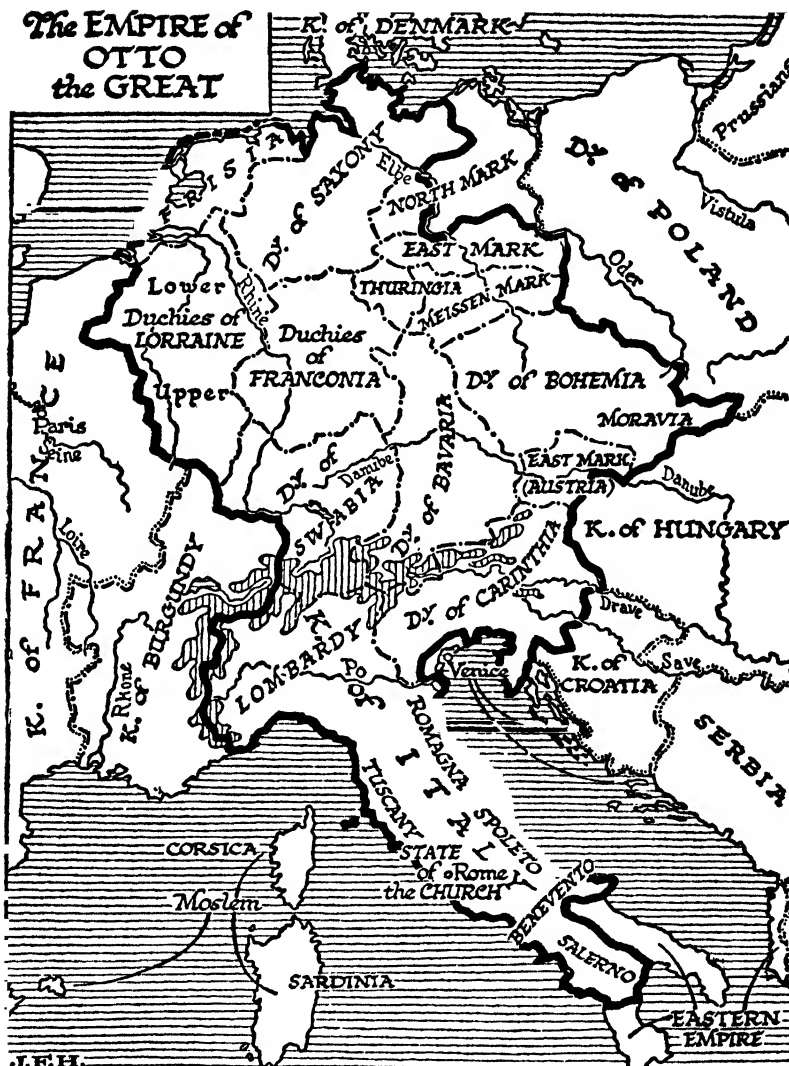 The EMPIRE of
OTTO
the GREAT
K. of DENMARK
Prussians
FRISIA
Dy. of SAXONY
Elbe
NORTH MARK
Dy. of POLAND
Vistula
Oder
EAST MARK
THURINGIA
MEISSEN MARK
Lower
Duchies of
LORRAINE
Upper
Rhine
Duchies
of
FRANCONIA
Dy. of BOHEMIA
MORAVIA
K. of FRANCE
Paris
Seine
Loire
Dy. of
SWABIA
Danube
Dy. of BAVARIA
EAST MARK
(AUSTRIA)
Danube
K. of HUNGARY
K. of BURGUNDY
Rhone
Dy. of CARINTHIA
Drave
Save
K. of
CROATIA
SERBIA
K. of ITALY
LOMBARDY
Po
Venice
ROMAGNA
TUSCANY
SPOLETO
STATE
of Rome
the CHURCH
BENEVENTO
SALERNO
CORSICA
Moslem
SARDINIA
EASTERN
EMPIRE
J.F.H.